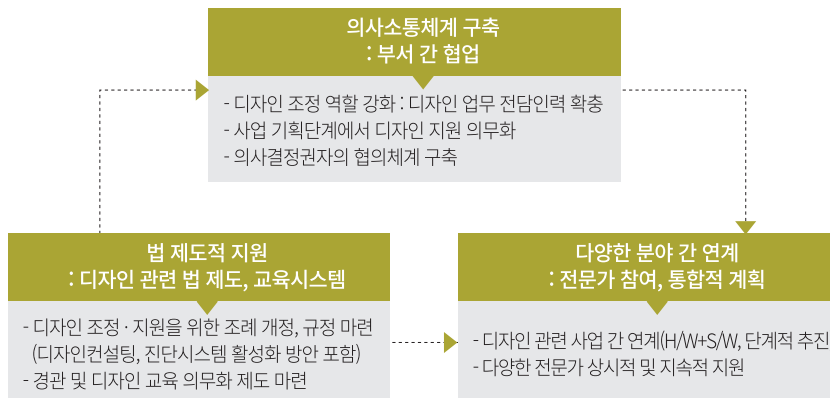 의사소통체계 구축
: 부서 간 협업
- 디자인 조정 역할 강화 : 디자인 업무 전담인력 확충
- 사업 기획단계에서 디자인 지원 의무화
- 의사결정권자의 협의체계 구축
법 제도적 지원
: 디자인 관련 법 제도, 교육시스템
- 디자인 조정 · 지원을 위한 조례 개정, 규정 마련
(디자인컨설팅, 진단시스템 활성화 방안 포함)
- 경관 및 디자인 교육 의무화 제도 마련
다양한 분야 간 연계
: 전문가 참여, 통합적 계획
- 디자인 관련 사업 간 연계(H/W+S/W, 단계적 추진
- 다양한 전문가 상시적 및 지속적 지원